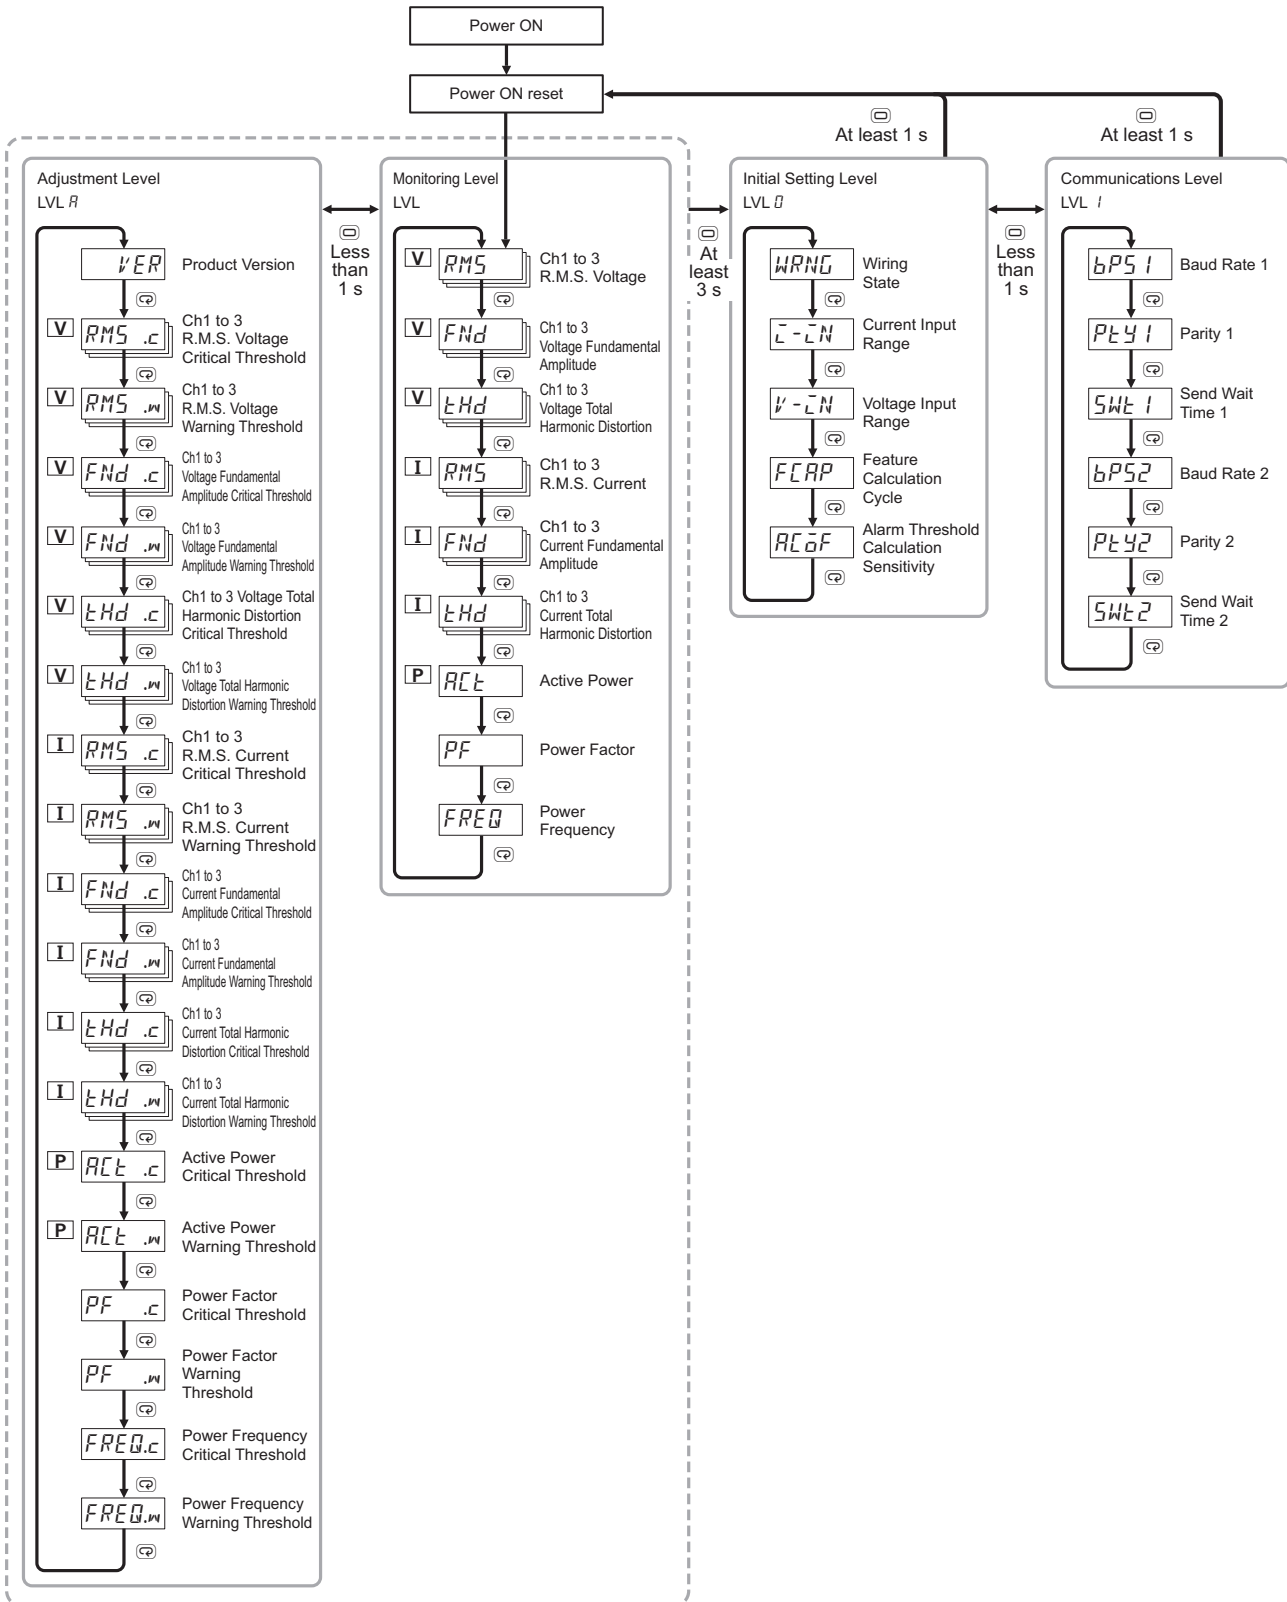 Power ON
Power ON reset
At least 1 s
At least 1 s
Adjustment Level
LVL A
VER
Product Version
V
RMS .c
Ch1 to 3
R.M.S. Voltage
Critical Threshold
V
RMS .w
Ch1 to 3
R.M.S. Voltage
Warning Threshold
V
FNd .c
Ch1 to 3
Voltage Fundamental
Amplitude Critical Threshold
V
FNd .w
Ch1 to 3
Voltage Fundamental
Amplitude Warning Threshold
V
tHd .c
Ch1 to 3 Voltage Total
Harmonic Distortion
Critical Threshold
V
tHd .w
Ch1 to 3
Voltage Total Harmonic
Distortion Warning Threshold
I
RMS .c
Ch1 to 3
R.M.S. Current
Critical Threshold
I
RMS .w
Ch1 to 3
R.M.S. Current
Warning Threshold
I
FNd .c
Ch1 to 3
Current Fundamental
Amplitude Critical Threshold
I
FNd .w
Ch1 to 3
Current Fundamental
Amplitude Warning Threshold
I
tHd .c
Ch1 to 3
Current Total Harmonic
Distortion Critical Threshold
I
tHd .w
Ch1 to 3
Current Total Harmonic
Distortion Warning Threshold
P
ACt .c
Active Power
Critical Threshold
P
ACt .w
Active Power
Warning Threshold
PF .c
Power Factor
Critical Threshold
PF .w
Power Factor
Warning
Threshold
FREQ.c
Power Frequency
Critical Threshold
FREQ.w
Power Frequency
Warning Threshold
Less
than
1 s
Monitoring Level
LVL
V
RMS
Ch1 to 3
R.M.S. Voltage
V
FNd
Ch1 to 3
Voltage Fundamental
Amplitude
V
tHd
Ch1 to 3
Voltage Total
Harmonic Distortion
I
RMS
Ch1 to 3
R.M.S. Current
I
FNd
Ch1 to 3
Current Fundamental
Amplitude
I
tHd
Ch1 to 3
Current Total
Harmonic Distortion
P
ACt
Active Power
PF
Power Factor
FREQ
Power
Frequency
At
least
3 s
Initial Setting Level
LVL 0
WRNG
Wiring
State
i-iN
Current Input
Range
V-iN
Voltage Input
Range
FCAP
Feature
Calculation
Cycle
ACoF
Alarm Threshold
Calculation
Sensitivity
Less
than
1 s
Communications Level
LVL 1
bPS1
Baud Rate 1
PtY1
Parity 1
SWt1
Send Wait
Time 1
bPS2
Baud Rate 2
PtY2
Parity 2
SWt2
Send Wait
Time 2